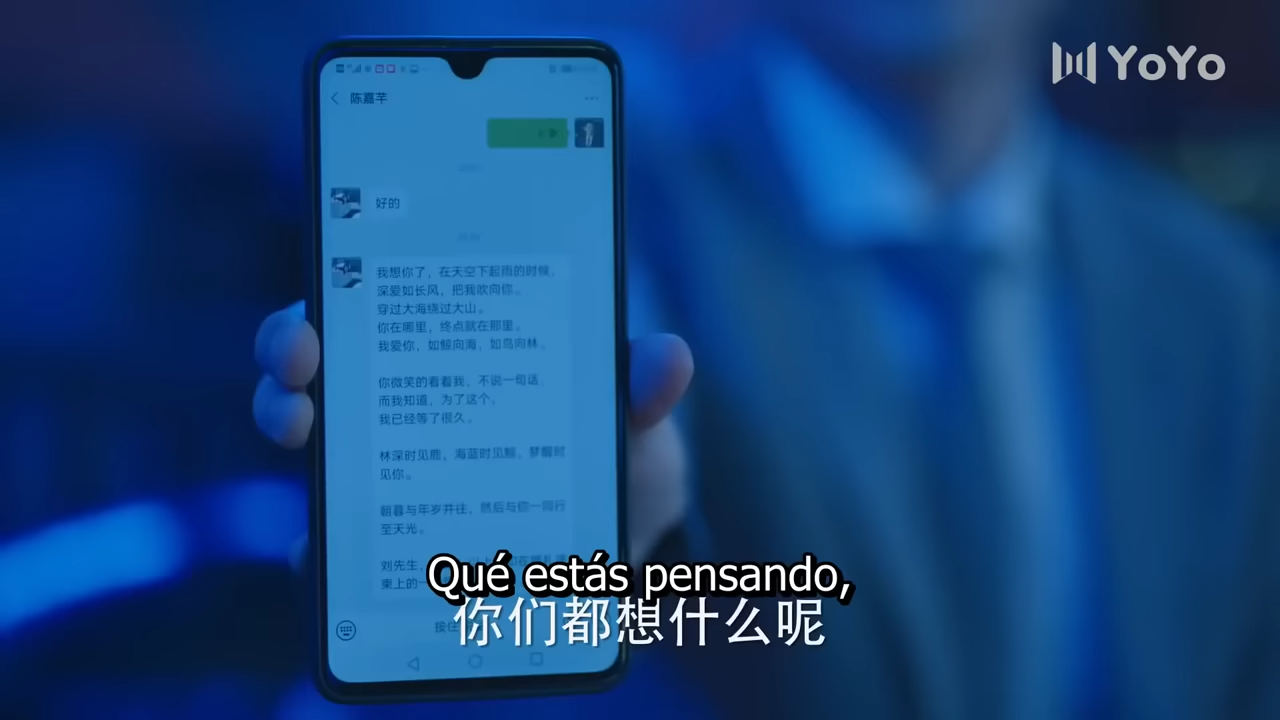 YoYo
陈嘉芊
好的
我想你了，在天空下起雨的时候，
深爱如长风，把我吹向你。
穿过大海绕过大山。
你在哪里，终点就在那里。
我爱你，如鲸向海，如鸟向林。
你微笑的看着我，不说一句话，
而我知道，为了这个。
我已经等了很久。
林深时见鹿，海蓝时见鲸，梦醒时
见你。
朝暮与年岁并往，然后与你一同行
至天光。
刘先生，
柬上的一
按住
Qué estás pensando,
你们都想什么呢